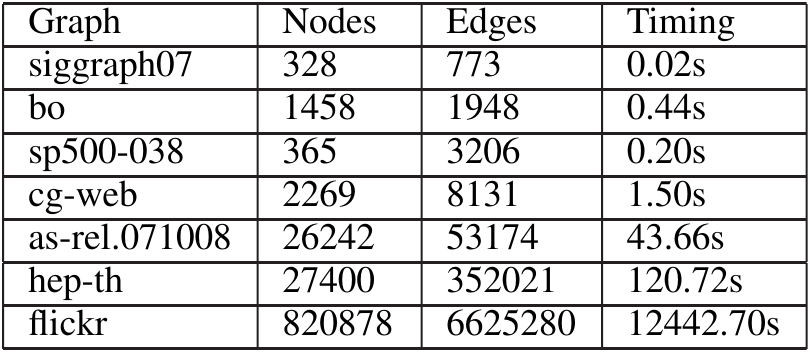 Graph Nodes Edges Timing
siggraph07 328 773 0.02s
bo 1458 1948 0.44s
sp500-038 365 3206 0.20s
cg-web 2269 8131 1.50s
as-rel.071008 26242 53174 43.66s
hep-th 27400 352021 120.72s
flickr 820878 6625280 12442.70s